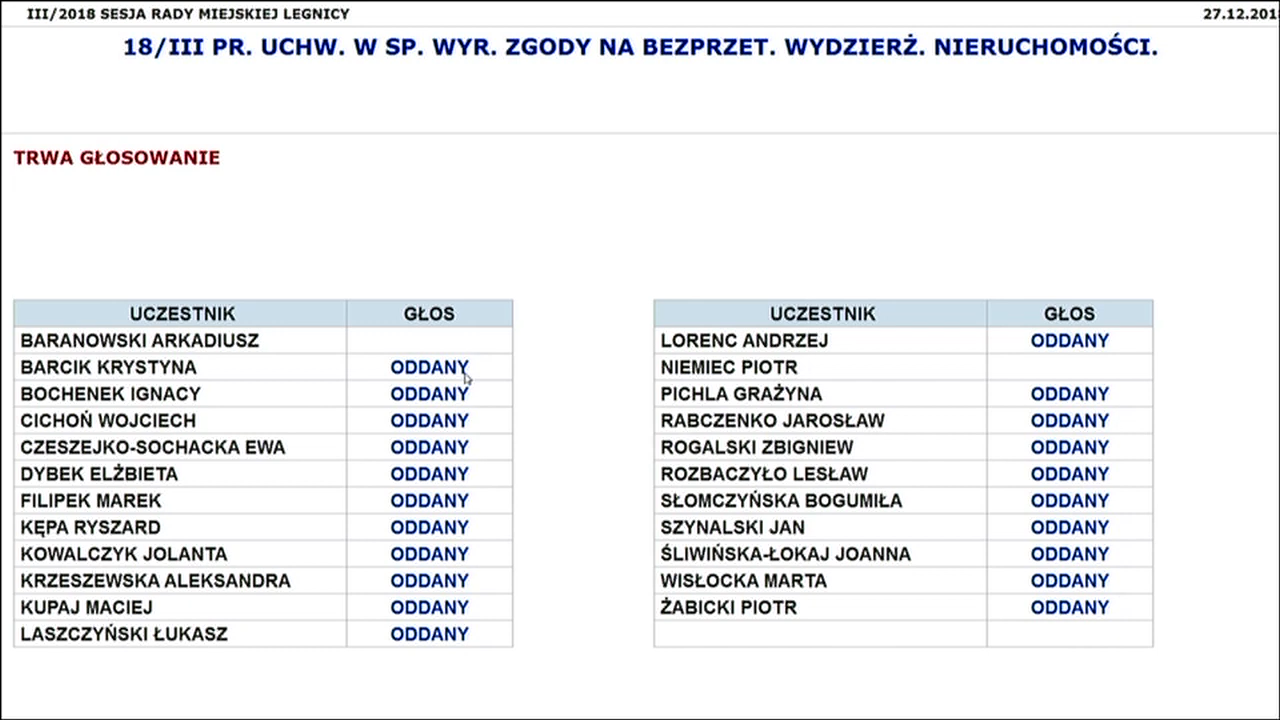 III/2018 SESJA RADY MIEJSKIEJ LEGNICY 27.12.201
18/III PR. UCHW. W SP. WYR. ZGODY NA BEZPRZET. WYDZIERŻ. NIERUCHOMOŚCI.
TRWA GŁOSOWANIE
UCZESTNIK GŁOS
BARANOWSKI ARKADIUSZ
BARCIK KRYSTYNA ODDANY
BOCHENEK IGNACY ODDANY
CICHOŃ WOJCIECH ODDANY
CZESZEJKO-SOCHACKA EWA ODDANY
DYBEK ELŻBIETA ODDANY
FILIPEK MAREK ODDANY
KĘPA RYSZARD ODDANY
KOWALCZYK JOLANTA ODDANY
KRZESZEWSKA ALEKSANDRA ODDANY
KUPAJ MACIEJ ODDANY
LASZCZYŃSKI ŁUKASZ ODDANY
UCZESTNIK GŁOS
LORENC ANDRZEJ ODDANY
NIEMIEC PIOTR
PICHLA GRAŻYNA ODDANY
RABCZENKO JAROSŁAW ODDANY
ROGALSKI ZBIGNIEW ODDANY
ROZBACZYŁO LESŁAW ODDANY
SŁOMCZYŃSKA BOGUMIŁA ODDANY
SZYNALSKI JAN ODDANY
ŚLIWIŃSKA-ŁOKAJ JOANNA ODDANY
WISŁOCKA MARTA ODDANY
ŻABICKI PIOTR ODDANY